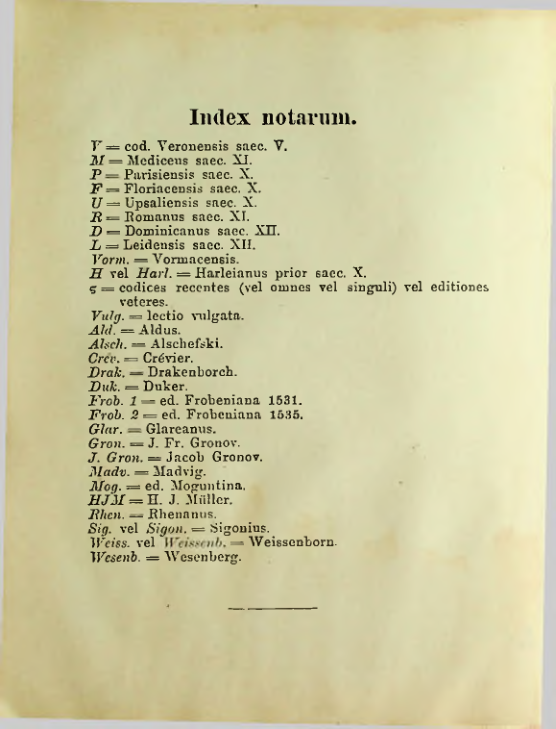 Index notarum.
V = cod. Veronensis saec. V.
M = Mediceus saec. XI.
P = Parisiensis saec. X.
F = Floriacensis saec. X.
U = Upsaliensis saec. X.
R = Romanus saec. XI.
D = Dominicanus saec. XII.
L = Leidensis saec. XII.
Vorm. = Vormacensis.
H vel Harl. = Harleianus prior saec. X.
ς = codices recentes (vel omnes vel singuli) vel editiones
veteres.
Vulg. = lectio vulgata.
Ald. = Aldus.
Alsch. = Alschefski.
Crév. = Crévier.
Drak. = Drakenborch.
Duk. = Duker.
Frob. 1 = ed. Frobeniana 1531.
Frob. 2 = ed. Frobeniana 1535.
Glar. = Glareanus.
Gron. = J. Fr. Gronov.
J. Gron. = Jacob Gronov.
Madv. = Madvig.
Mog. = ed. Moguntina.
HJM = H. J. Müller.
Rhen. = Rhenanus.
Sig. vel Sigon. = Sigonius.
Weiss. vel Weissenb. = Weissenborn.
Wesenb. = Wesenberg.